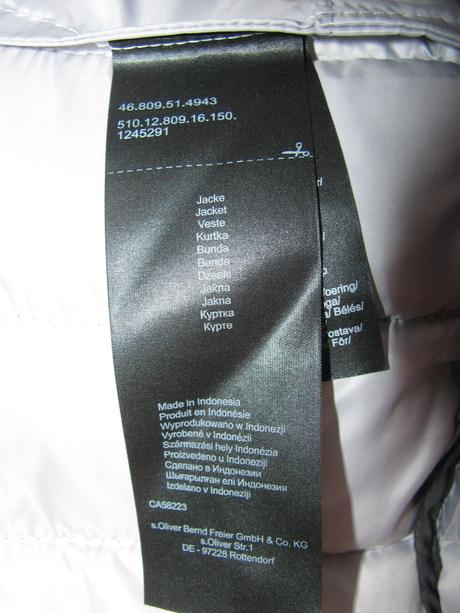 46.809.51.4943
510.12.809.16.150.
1245291
Jacke
Jacket
Veste
Kurtka
Bunda
Bunda
Dzseki
Jakna
Jakna
Куртка
Курте
Made in Indonesia
Produit en Indonésie
Wyprodukowano w Indonezji
Vyrobené v Indonézii
Származási hely Indonézia
Proizvedeno u Indoneziji
Сделано в Индонезии
Шығарылған елі Индонезия
Izdelano v Indoneziji
CA58223
s.Oliver Bernd Freier GmbH & Co. KG
s.Oliver Str.1
DE - 97228 Rottendorf
/ Bélés/
/ Fôr/